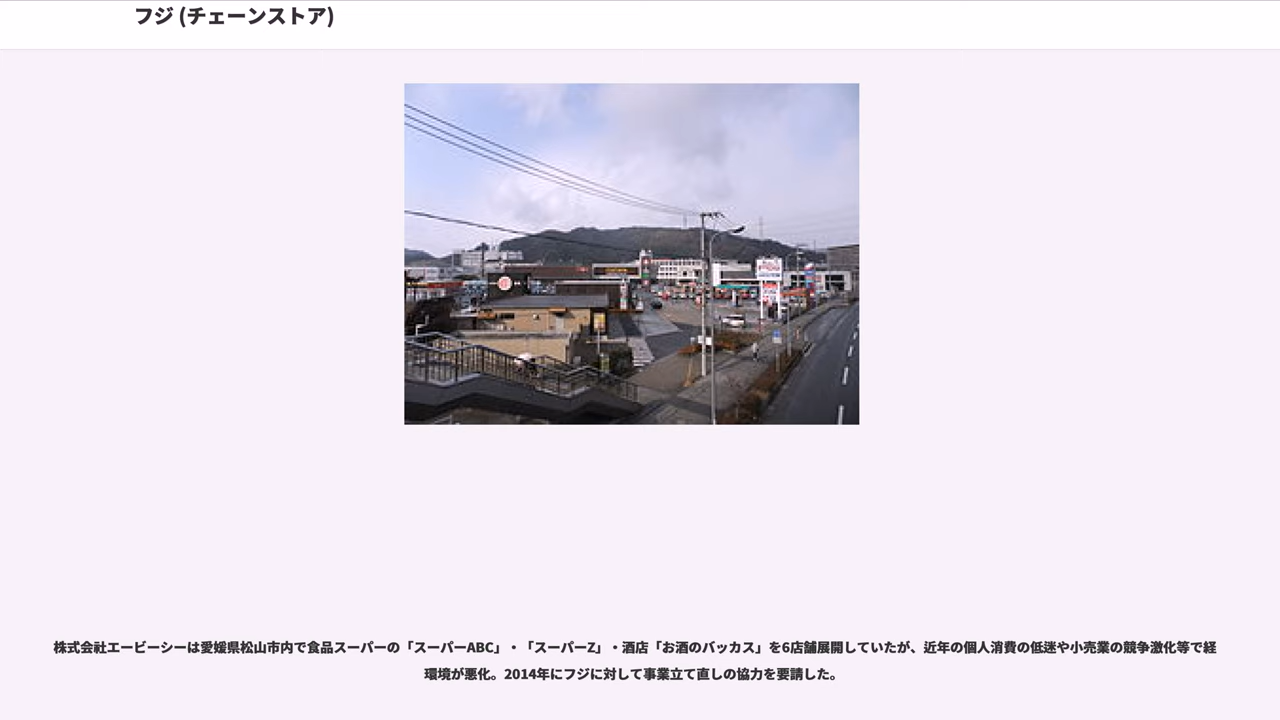 フジ (チェーンストア)
株式会社エービーシーは愛媛県松山市内で食品スーパーの「スーパーABC」・「スーパーZ」・酒店「お酒のバッカス」を6店舗展開していたが、近年の個人消費の低迷や小売業の競争激化等で経
環境が悪化。2014年にフジに対して事業立て直しの協力を要請した。